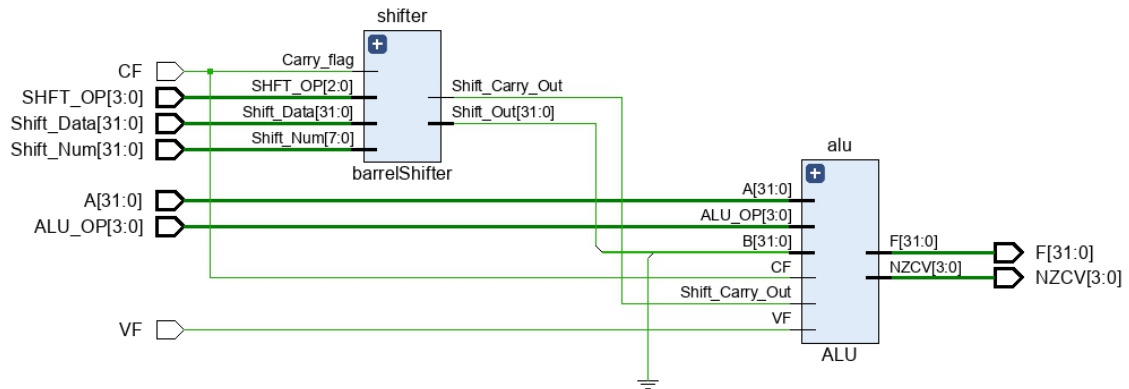 shifter
CF
Carry_flag
SHFT_OP[3:0]
SHFT_OP[2:0]
Shift_Carry_Out
Shift_Data[31:0]
Shift_Data[31:0]
Shift_Out[31:0]
Shift_Num[31:0]
Shift_Num[7:0]
barrelShifter
alu
A[31:0]
A[31:0]
ALU_OP[3:0]
ALU_OP[3:0]
B[31:0]
F[31:0]
F[31:0]
CF
NZCV[3:0]
NZCV[3:0]
Shift_Carry_Out
VF
VF
ALU